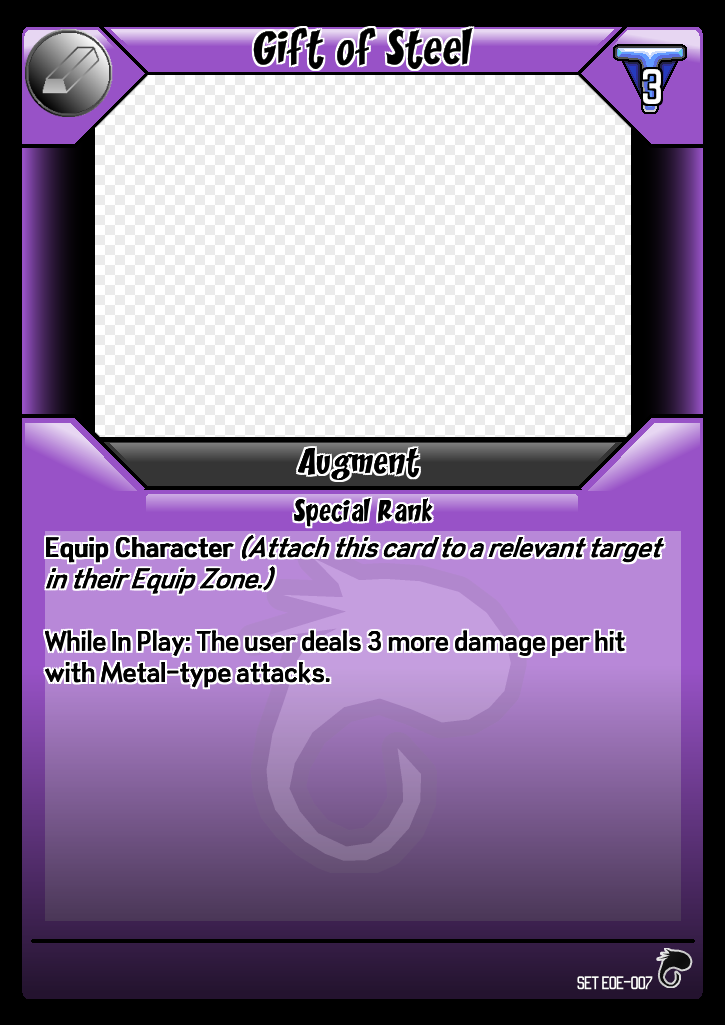 Gift of Steel
3
Augment
Special Rank
Equip Character (Attach this card to a relevant target
in their Equip Zone.)
While In Play: The user deals 3 more damage per hit
with Metal-type attacks.
SET EOE-007